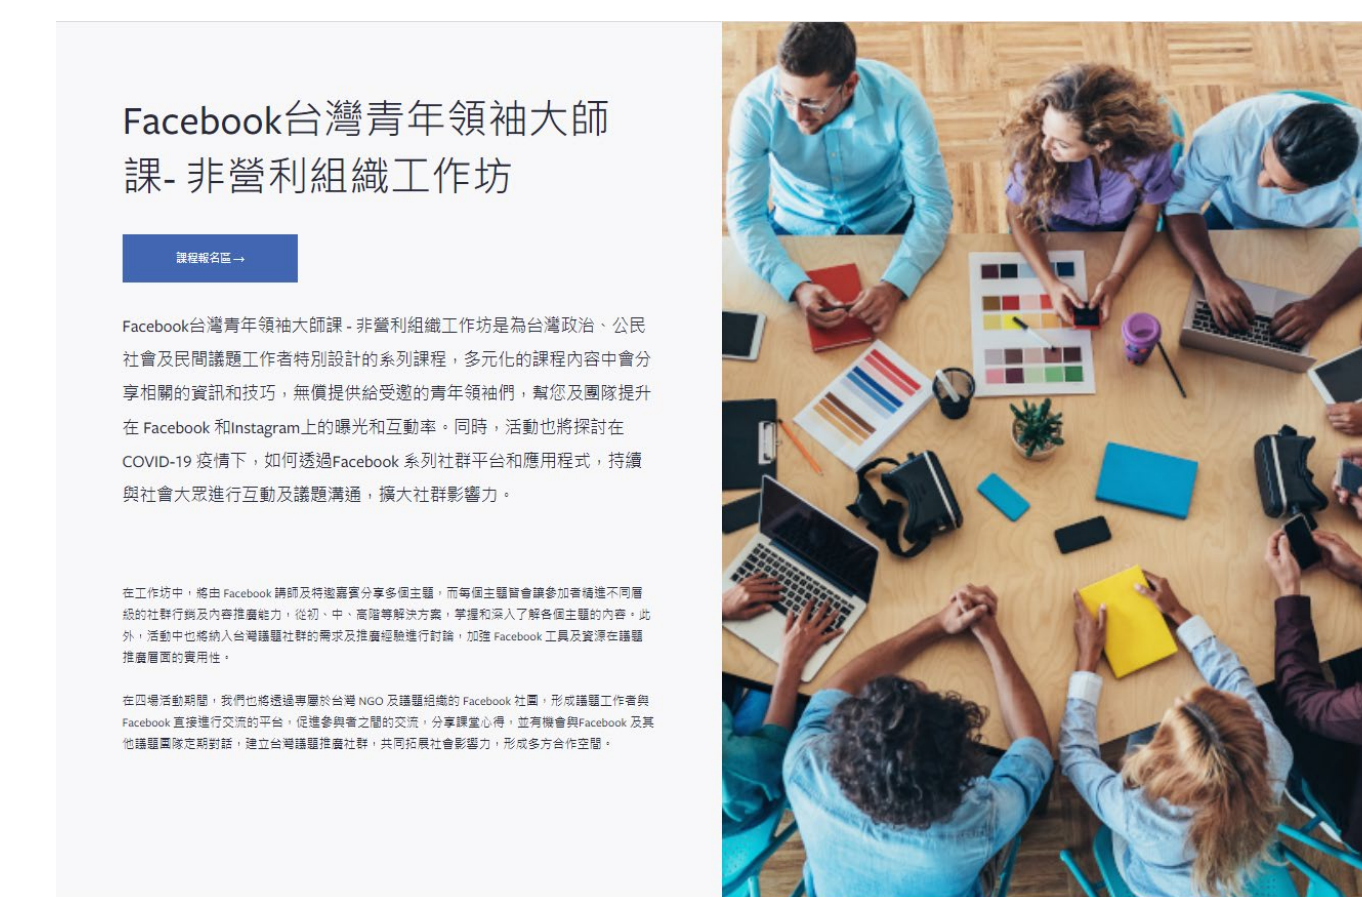 Facebook台灣青年領袖大師
課- 非營利組織工作坊
課程報名區→
Facebook台灣青年領袖大師課 - 非營利組織工作坊是為台灣政治、公民
社會及民間議題工作者特別設計的系列課程，多元化的課程內容中會分
享相關的資訊和技巧，無償提供給受邀的青年領袖們，幫您及團隊提升
在 Facebook 和Instagram上的曝光和互動率。同時，活動也將探討在
COVID-19 疫情下，如何透過Facebook 系列社群平台和應用程式，持續
與社會大眾進行互動及議題溝通，擴大社群影響力。
在工作坊中，將由 Facebook 講師及特邀嘉賓分享多個主題，而每個主題皆會讓參加者精進不同層
級的社群行銷及內容推廣能力，從初、中、高階等解決方案，掌握和深入了解各個主題的內容。此
外，活動中也將納入台灣議題社群的需求及推廣經驗進行討論，加強 Facebook 工具及資源在議題
推廣層面的實用性。
在四場活動期間，我們也將透過專屬於台灣 NGO 及議題組織的 Facebook 社團，形成議題工作者與
Facebook 直接進行交流的平台，促進參與者之間的交流，分享課堂心得，並有機會與Facebook 及其
他議題團隊定期對話，建立台灣議題推廣社群，共同拓展社會影響力，形成多方合作空間。